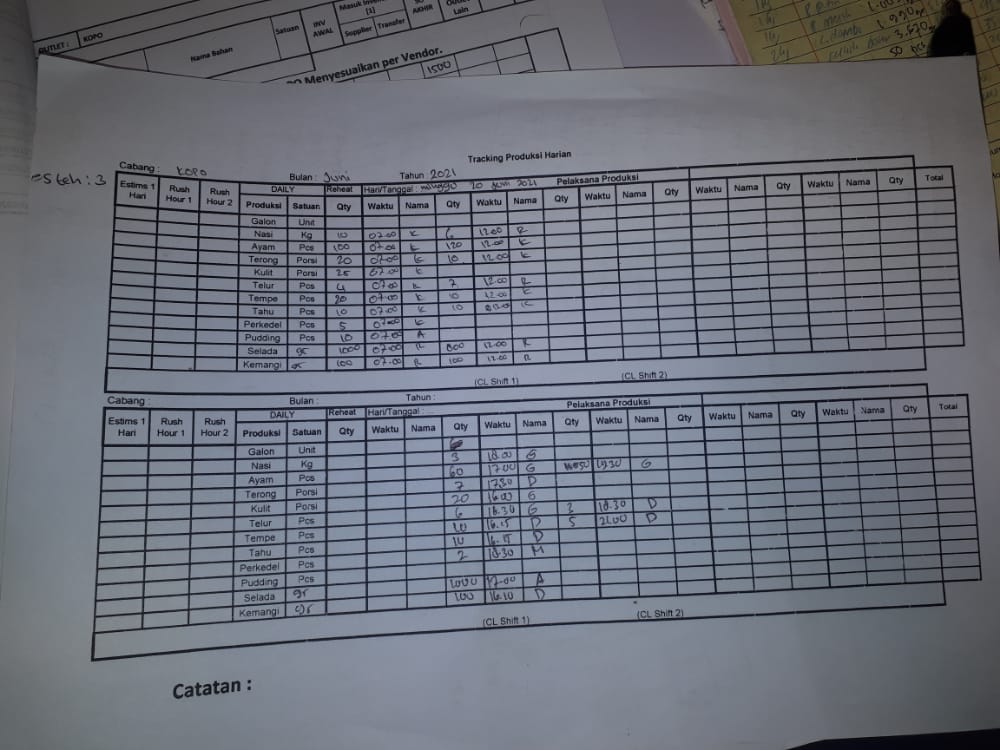 OUTLET : KOPO
Nama Bahan
Satuan
INV AWAL
Masuk
[1]
Supplier Transfer
AKHIR
Lain
Menyesuaikan per Vendor.
1500
50 pcs
Tracking Produksi Harian
Cabang : KOPO Bulan : Juni Tahun 2021
es teh : 3
Estims 1 Hari Rush Hour 1 Rush Hour 2 DAILY Reheat Hari/Tanggal : minggu 20 Juni 2021 Pelaksana Produksi
Produksi Satuan Qty Waktu Nama Qty Waktu Nama Qty Waktu Nama Qty Waktu Nama Qty Waktu Nama Qty Total
Galon Unit
Nasi Kg 10 07.00 K 6 12.00 R
Ayam Pcs 100 07.00 K 120 12.00 K
Terong Porsi 20 07.00 K 10 12.00 K
Kulit Porsi 25 07.00 K
Telur Pcs 4 07.00 R 7 12.00 R
Tempe Pcs 20 07.00 K 10 12.00 K
Tahu Pcs 10 07.00 K 10 K
Perkedel Pcs 5 07.00 K
Pudding Pcs 10 07.00 A
Selada gr 1000 07.00 R 12.00 R
Kemangi gr 100 07.00 R 100 12.00 R
(CL Shift 1) (CL Shift 2)
Cabang : Bulan : Tahun :
Estims 1 Hari Rush Hour 1 Rush Hour 2 DAILY Reheat Hari/Tanggal : Pelaksana Produksi
Produksi Satuan Qty Waktu Nama Qty Waktu Nama Qty Waktu Nama Qty Waktu Nama Qty Waktu Nama Qty Total
Galon Unit
Nasi Kg 3 18.00 G
Ayam Pcs 60 17.00 G 19.30 G
Terong Porsi 7 17.30 D
Kulit Porsi 20 16.00 G
Telur Pcs 6 18.30 G 3 18.30 D
Tempe Pcs 10 16.15 D 5 21.00 D
Tahu Pcs 10 16.15 D
Perkedel Pcs 2 18.30 M
Pudding Pcs
Selada gr 1000 17.00 A
Kemangi gr 100 16.10 D
(CL Shift 1) (CL Shift 2)
Catatan :